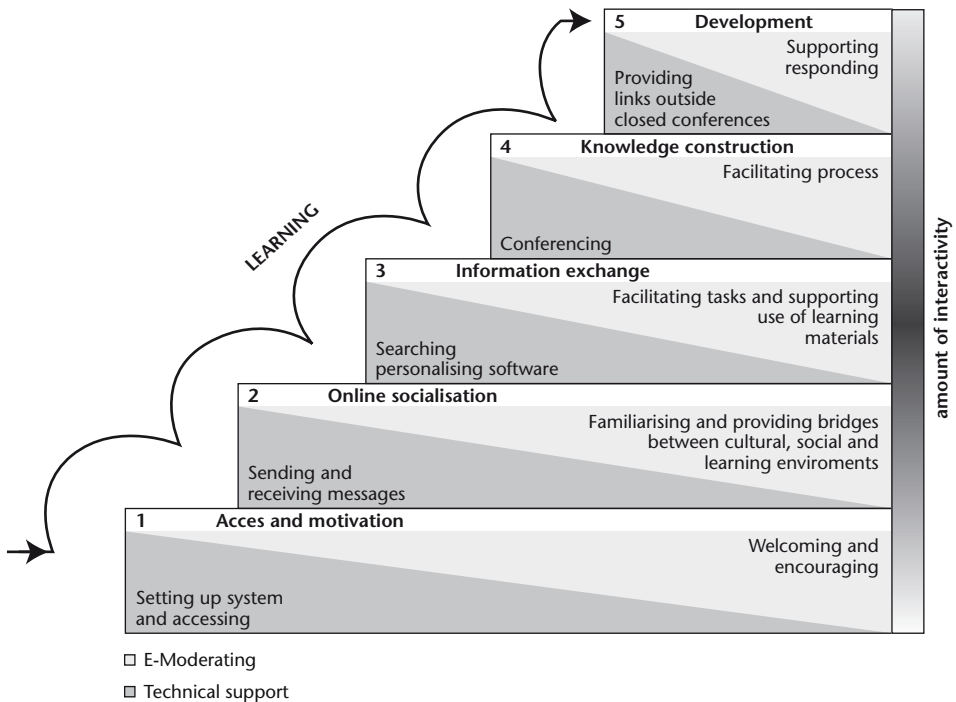 5 Development
Supporting
responding
Providing
links outside
closed conferences
4 Knowledge construction
Facilitating process
Conferencing
LEARNING
3 Information exchange
Facilitating tasks and supporting
use of learning
materials
Searching
personalising software
2 Online socialisation
Familiarising and providing bridges
between cultural, social and
learning enviroments
Sending and
receiving messages
1 Acces and motivation
Welcoming and
encouraging
Setting up system
and accessing
amount of interactivity
E-Moderating
Technical support